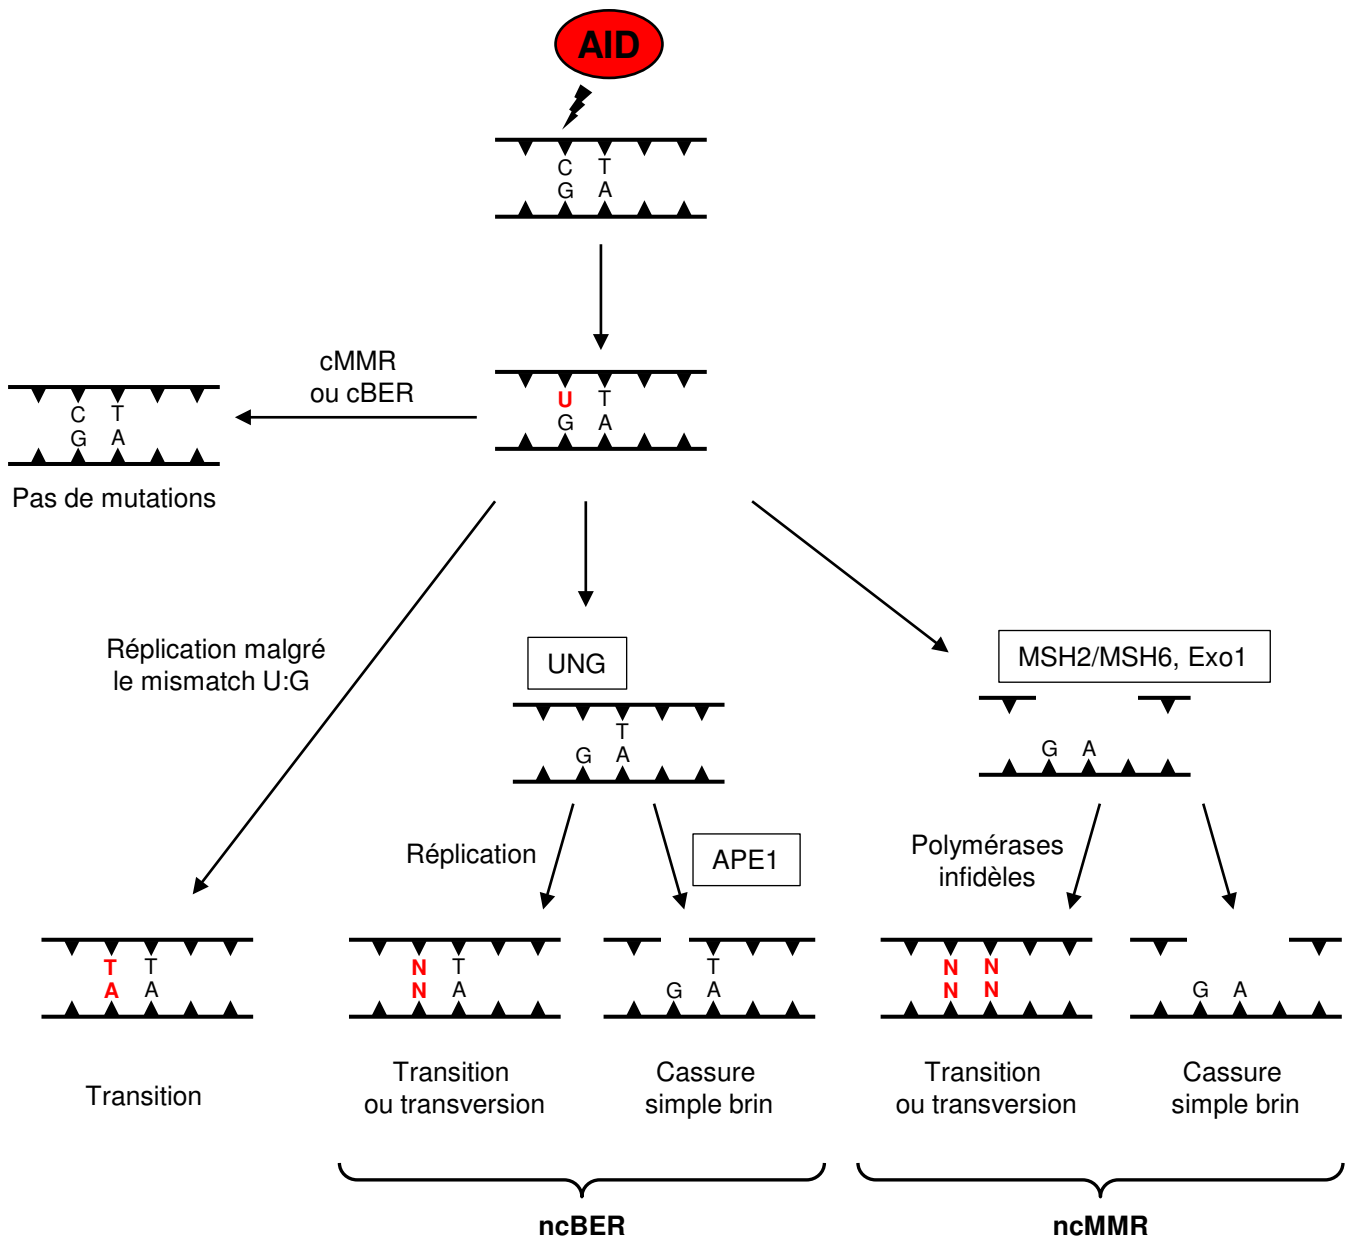 AID
C T
G A
cMMR
ou cBER
U T
G A
C T
G A
Pas de mutations
Réplication malgré
le mismatch U:G
UNG
MSH2/MSH6, Exo1
T
G A
G A
Réplication
APE1
Polymérases
infidèles
T T
A A
N T
N A
T
G A
N N
N N
G A
Transition
Transition
ou transversion
Cassure
simple brin
Transition
ou transversion
Cassure
simple brin
ncBER
ncMMR